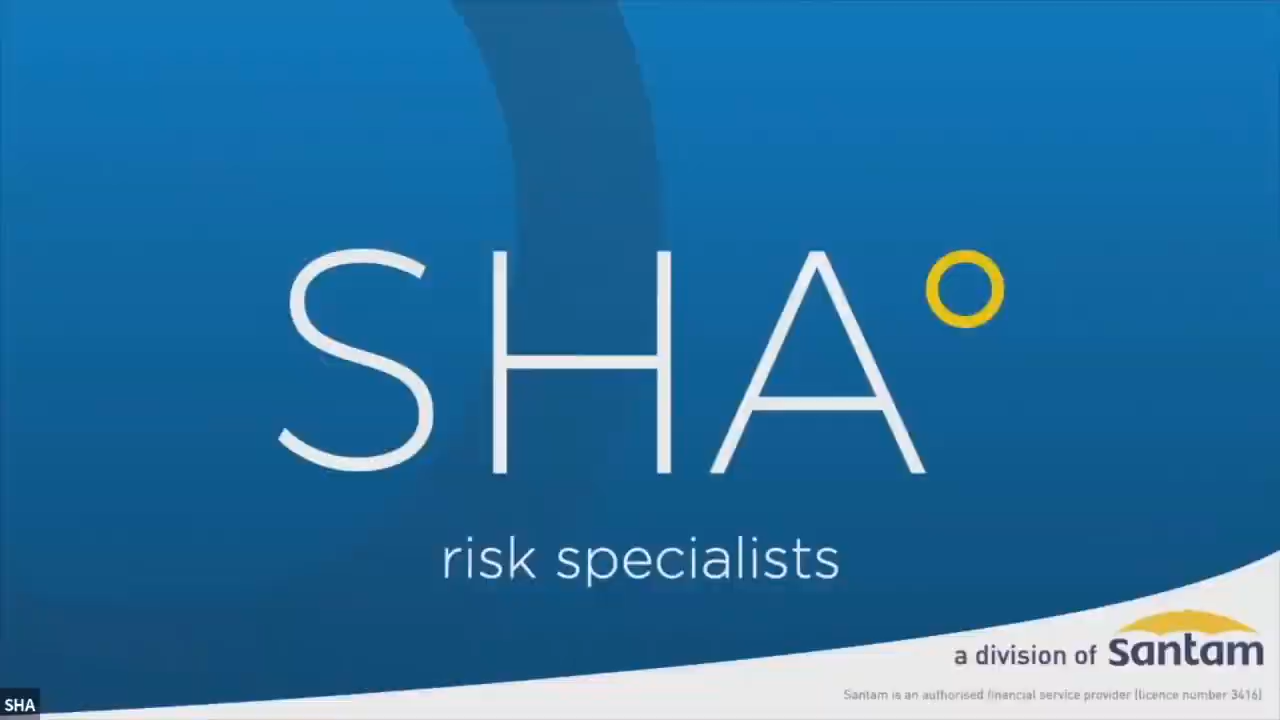 SHA
risk specialists
a division of Santam
Santam is an authorised financial service provider (licence number 3416)
SHA